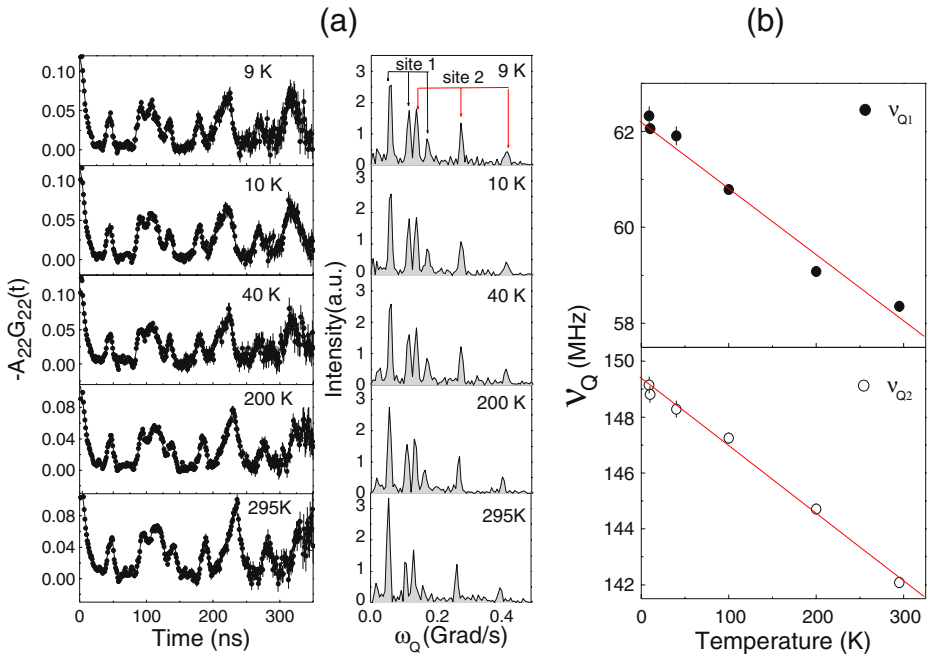 (a)
(b)
-A22G22(t)
0.10
0.05
0.00
9 K
0.10
0.05
0.00
10 K
0.10
0.05
0.00
40 K
0.08
0.04
0.00
200 K
0.08
0.04
0.00
295K
0 100 200 300
Time (ns)
Intensity(a.u.)
3
2
1
0
site 1
site 2
9 K
3
2
1
0
10 K
3
2
1
0
40 K
3
2
1
0
200 K
3
2
1
0
295K
0.0 0.2 0.4
ωQ(Grad/s)
νQ (MHz)
62
60
58
νQ1
150
148
146
144
142
νQ2
0 100 200 300
Temperature (K)